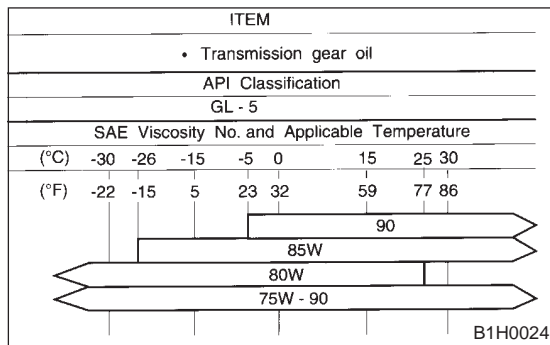 ITEM
• Transmission gear oil
API Classification
GL - 5
SAE Viscosity No. and Applicable Temperature
(°C) -30 -26 -15 -5 0 15 25 30
(°F) -22 -15 5 23 32 59 77 86
90
85W
80W
75W - 90
B1H0024